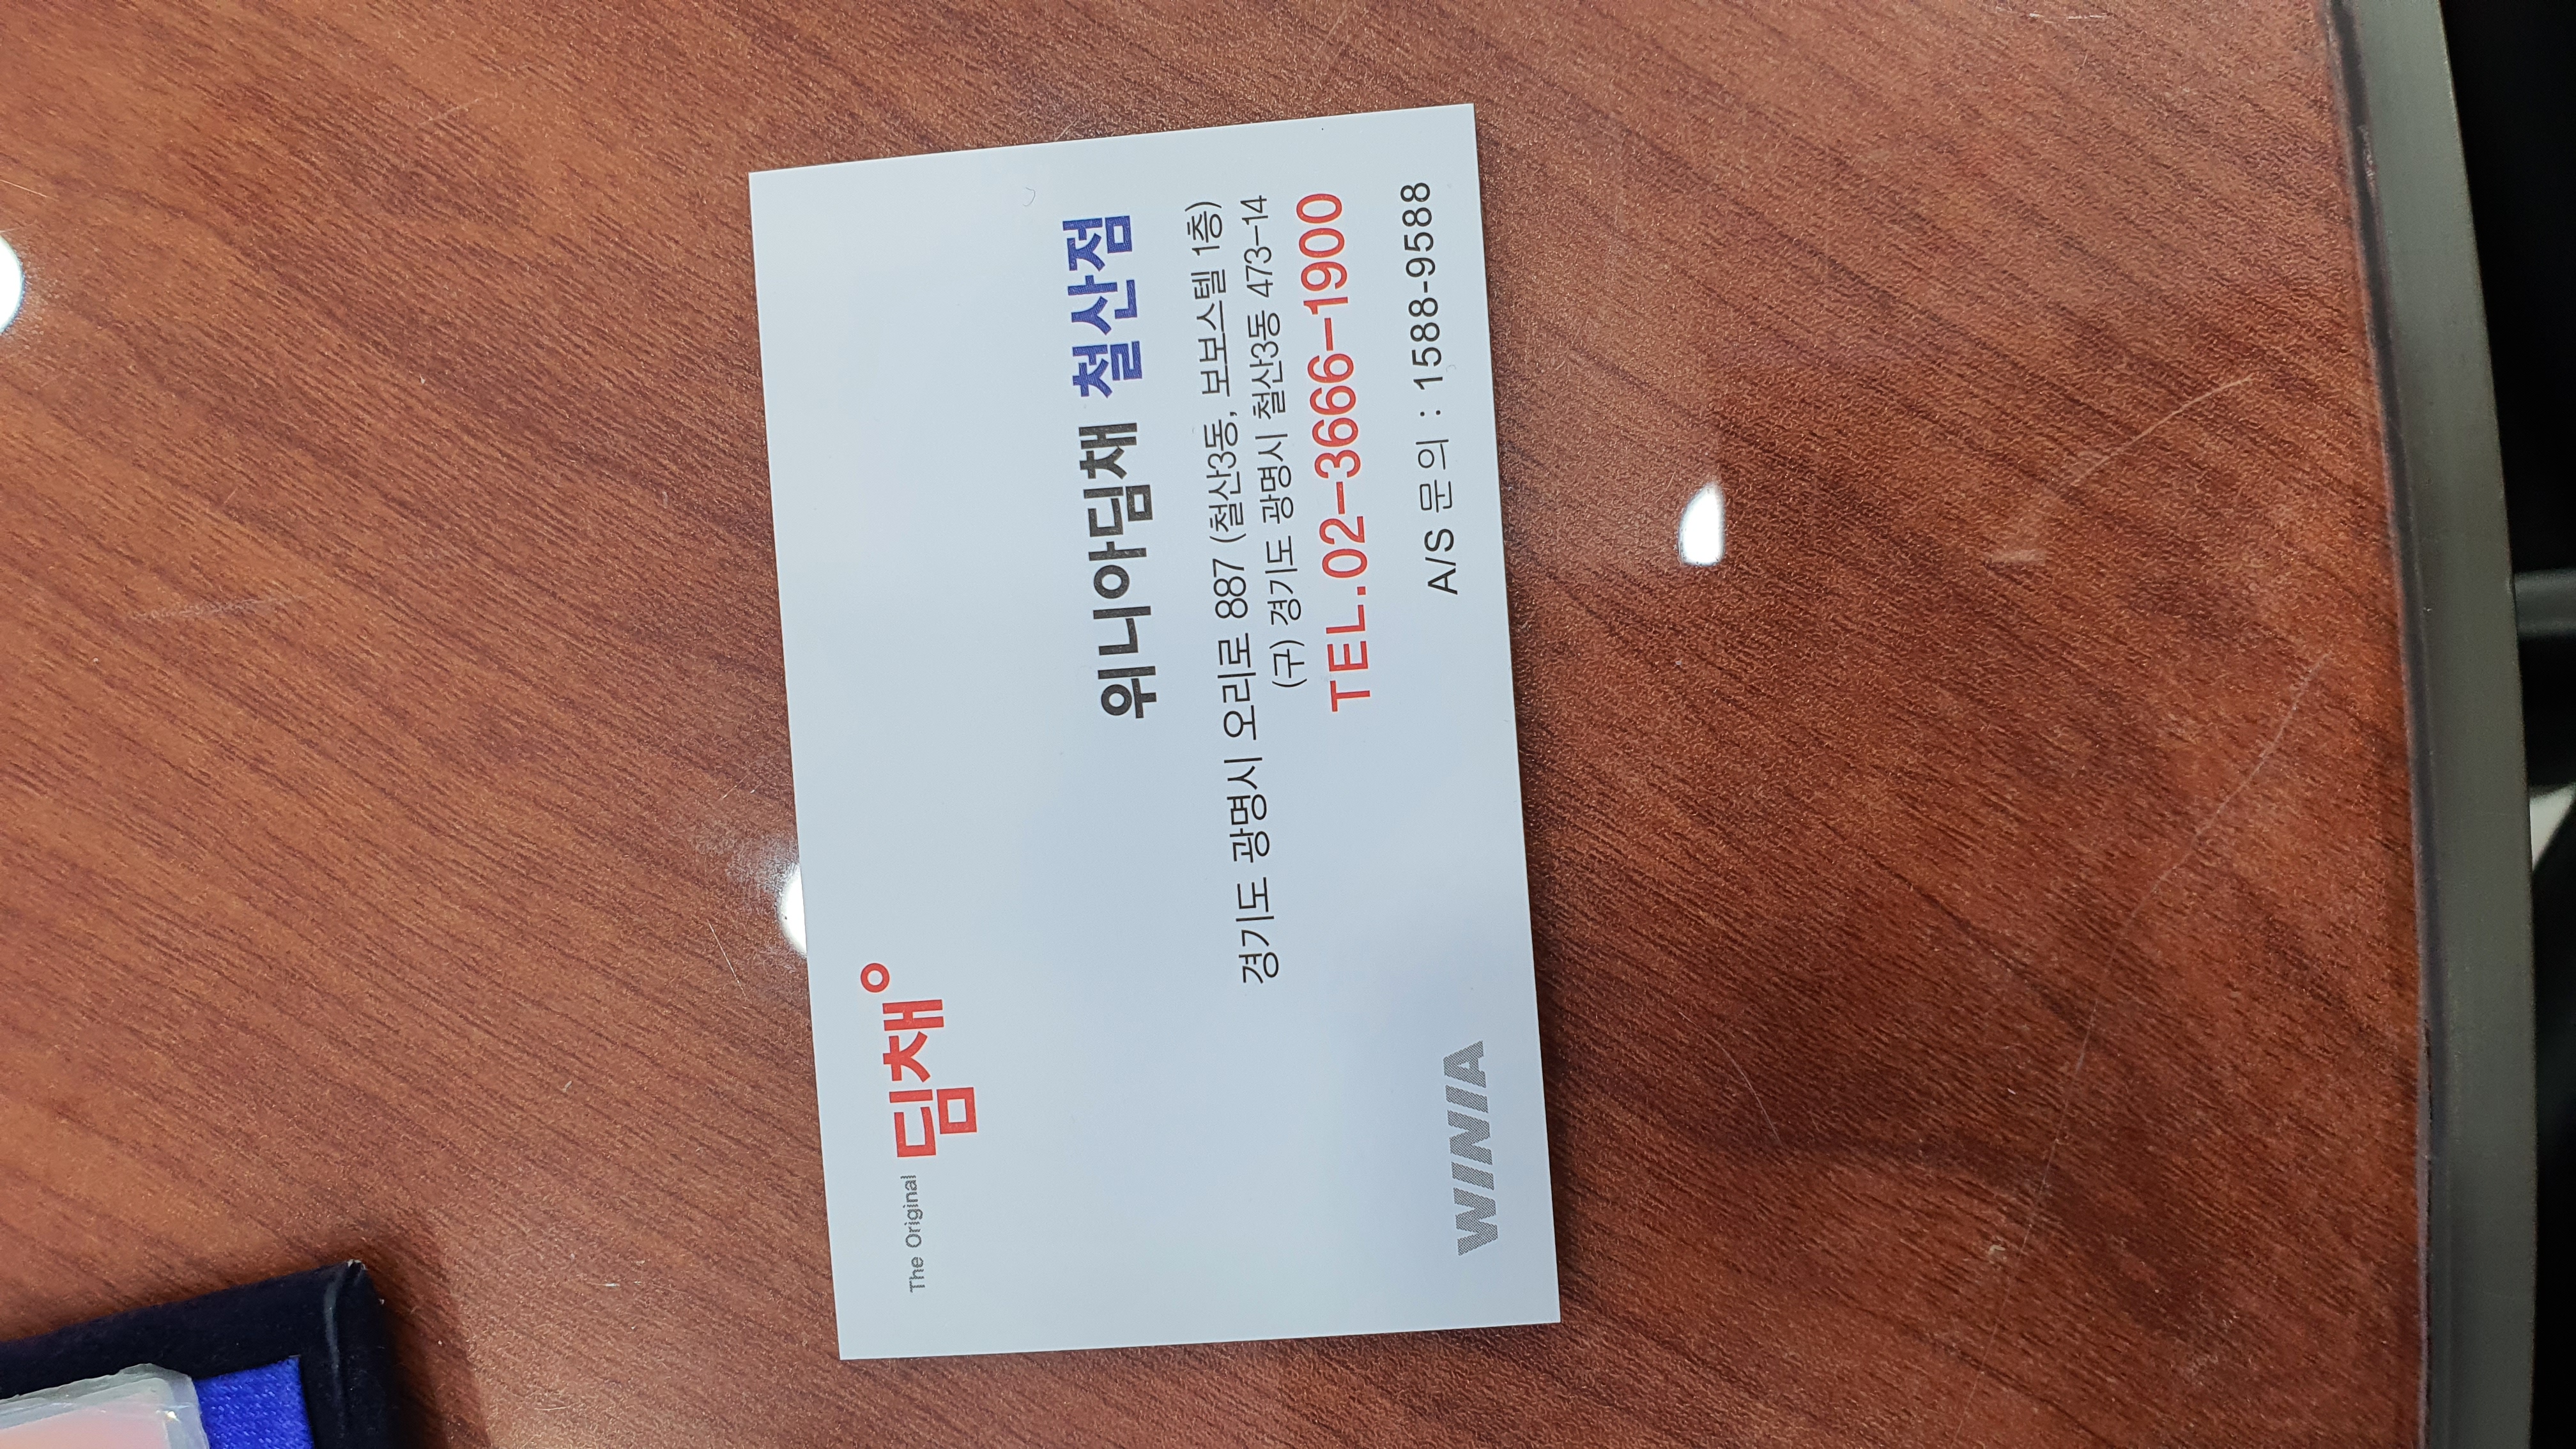 The Original 딤채°
위니아딤채 철산점
경기도 광명시 오리로 887 (철산3동, 보보스텔 1층)
(구) 경기도 광명시 철산3동 473-14
TEL.02-3666-1900
A/S 문의 : 1588-9588
WINIA